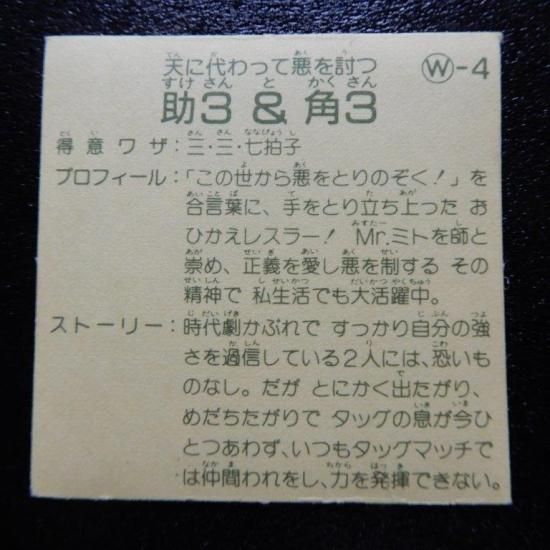 天に代わって悪を討つ
Ⓦ-4
助3 & 角3
得意ワザ:三・三・七拍子
プロフィール:「この世から悪をとりのぞく!」を
合言葉に、手をとり立ち上った お
ひかえレスラー! Mr.ミトを師と
崇め、正義を愛し悪を制する その
精神で 私生活でも大活躍中。
ストーリー:時代劇かぶれで すっかり自分の強
さを過信している2人には、恐いも
のなし。だが とにかく出たがり、
めだちたがりで タッグの息が今ひ
とつあわず、いつもタッグマッチで
は仲間われをし、力を発揮できない。